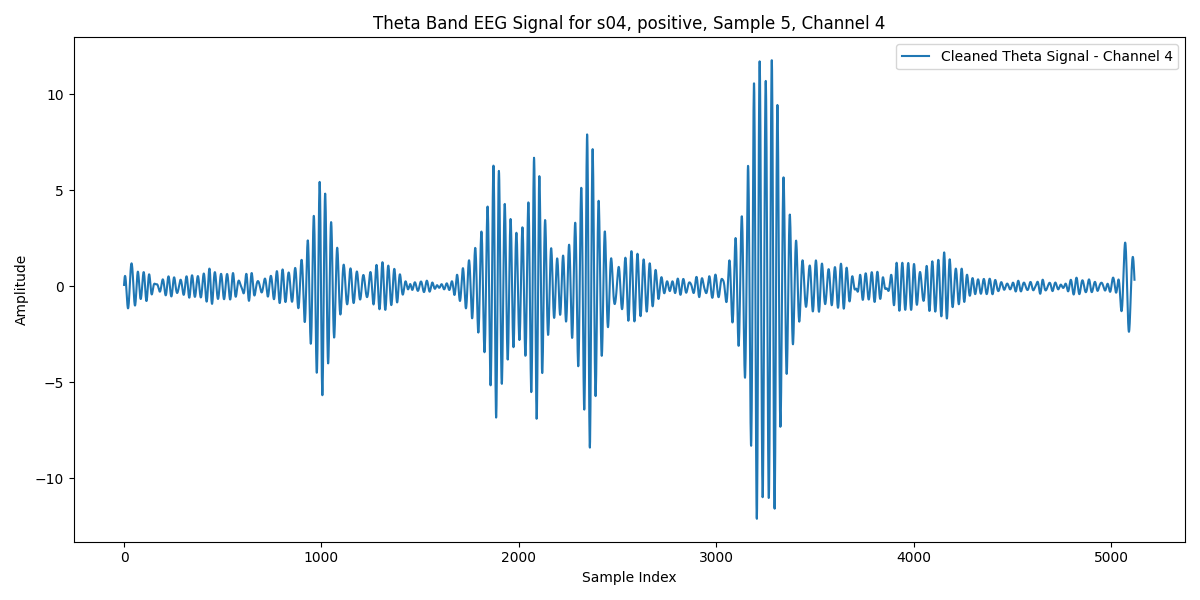 Theta Band EEG Signal for s04, positive, Sample 5, Channel 4
Cleaned Theta Signal - Channel 4
Amplitude
10
5
0
−5
−10
0 1000 2000 3000 4000 5000
Sample Index